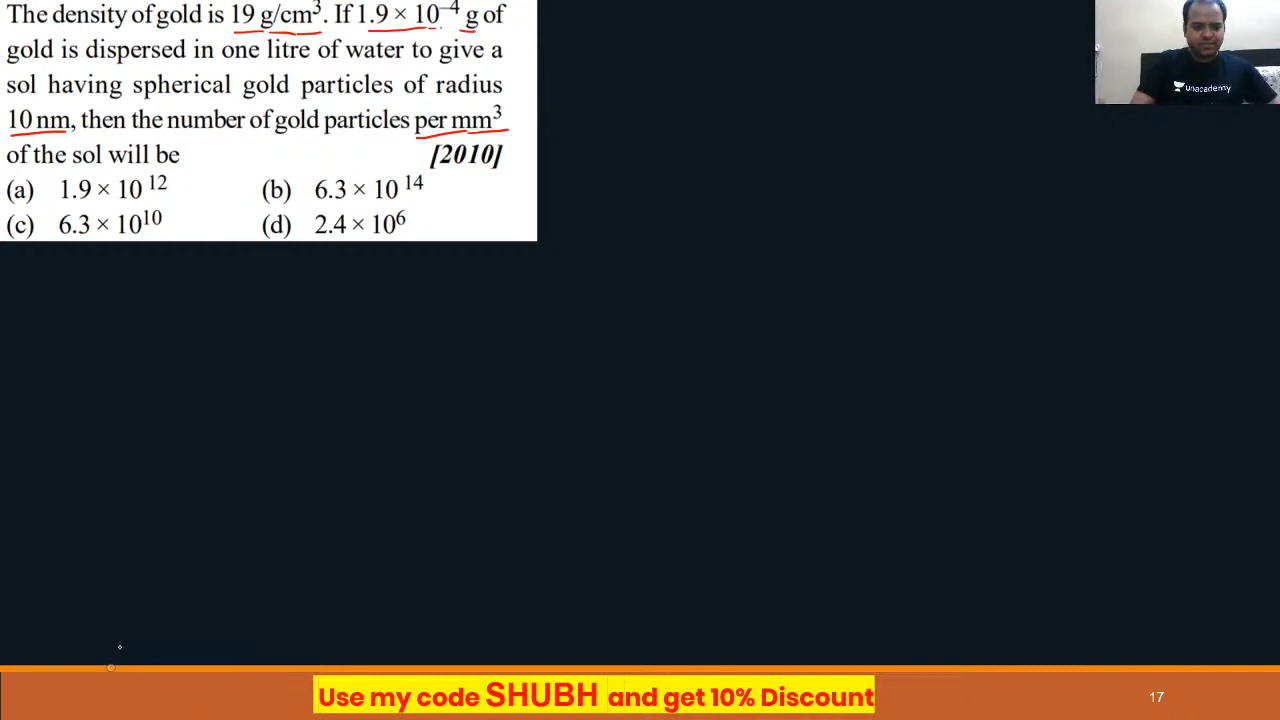 The density of gold is 19 g/cm³. If 1.9 × 10⁻⁴ g of
gold is dispersed in one litre of water to give a
sol having spherical gold particles of radius
10 nm, then the number of gold particles per mm³
of the sol will be [2010]
(a) 1.9 × 10¹² (b) 6.3 × 10¹⁴
(c) 6.3 × 10¹⁰ (d) 2.4 × 10⁶
unacademy
Use my code SHUBH and get 10% Discount
17